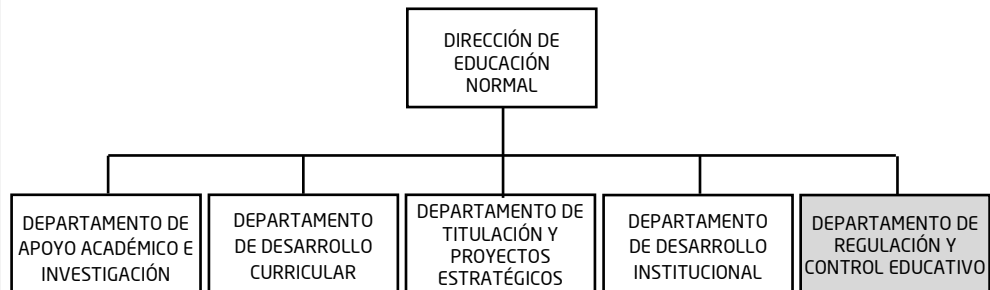 DIRECCIÓN DE
EDUCACIÓN
NORMAL
DEPARTAMENTO DE
APOYO ACADÉMICO E
INVESTIGACIÓN
DEPARTAMENTO
DE DESARROLLO
CURRICULAR
DEPARTAMENTO DE
TITULACIÓN Y
PROYECTOS
ESTRATÉGICOS
DEPARTAMENTO
DE DESARROLLO
INSTITUCIONAL
DEPARTAMENTO DE
REGULACIÓN Y
CONTROL EDUCATIVO